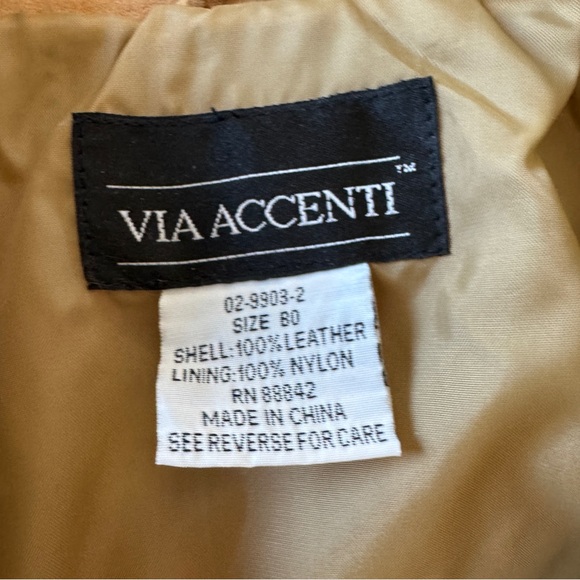 VIA ACCENTI™
02-9903-2
SIZE B0
SHELL:100% LEATHER
LINING:100% NYLON
RN 88842
MADE IN CHINA
SEE REVERSE FOR CARE